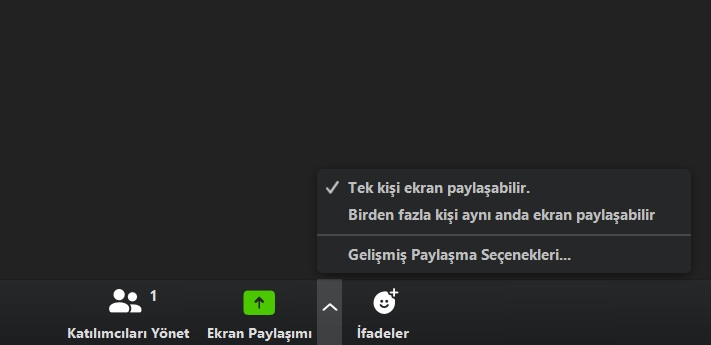 Tek kişi ekran paylaşabilir.
Birden fazla kişi aynı anda ekran paylaşabilir
Gelişmiş Paylaşma Seçenekleri...
1
Katılımcıları Yönet
Ekran Paylaşımı
İfadeler